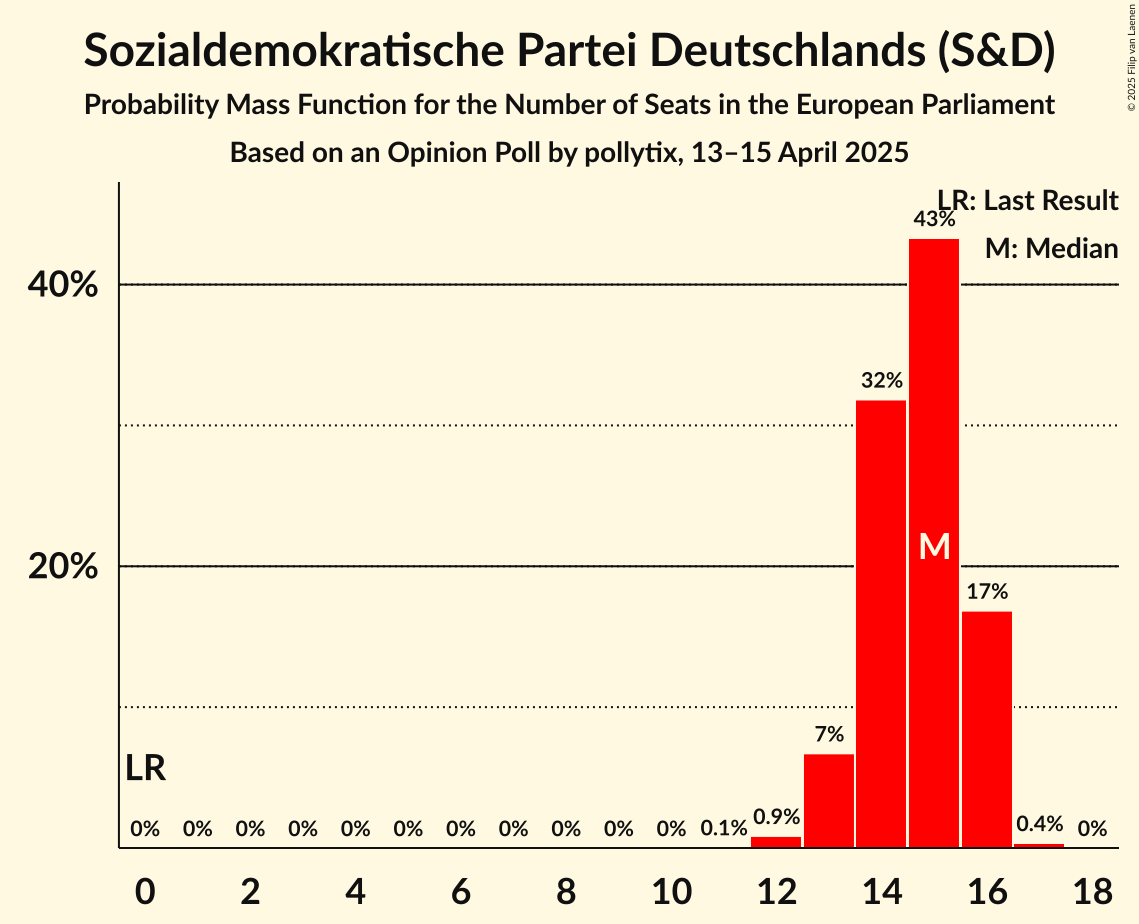 Sozialdemokratische Partei Deutschlands (S&D)
Probability Mass Function for the Number of Seats in the European Parliament
Based on an Opinion Poll by pollytix, 13–15 April 2025
© 2025 Filip van Laenen
LR: Last Result
M: Median
43%
40%
32%
M
20%
17%
7%
LR
0% 0% 0% 0% 0% 0% 0% 0% 0% 0% 0% 0.1% 0.9% 0.4% 0%
0 2 4 6 8 10 12 14 16 18